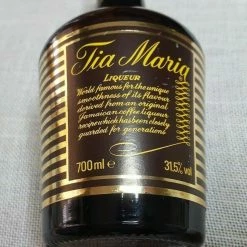 Tia Maria
LIQUEUR
World famous for the unique
smoothness of its flavour
derived from an original
Jamaican coffee liqueur
recipe which has been closely
guarded for generations
700ml e 31.5% vol